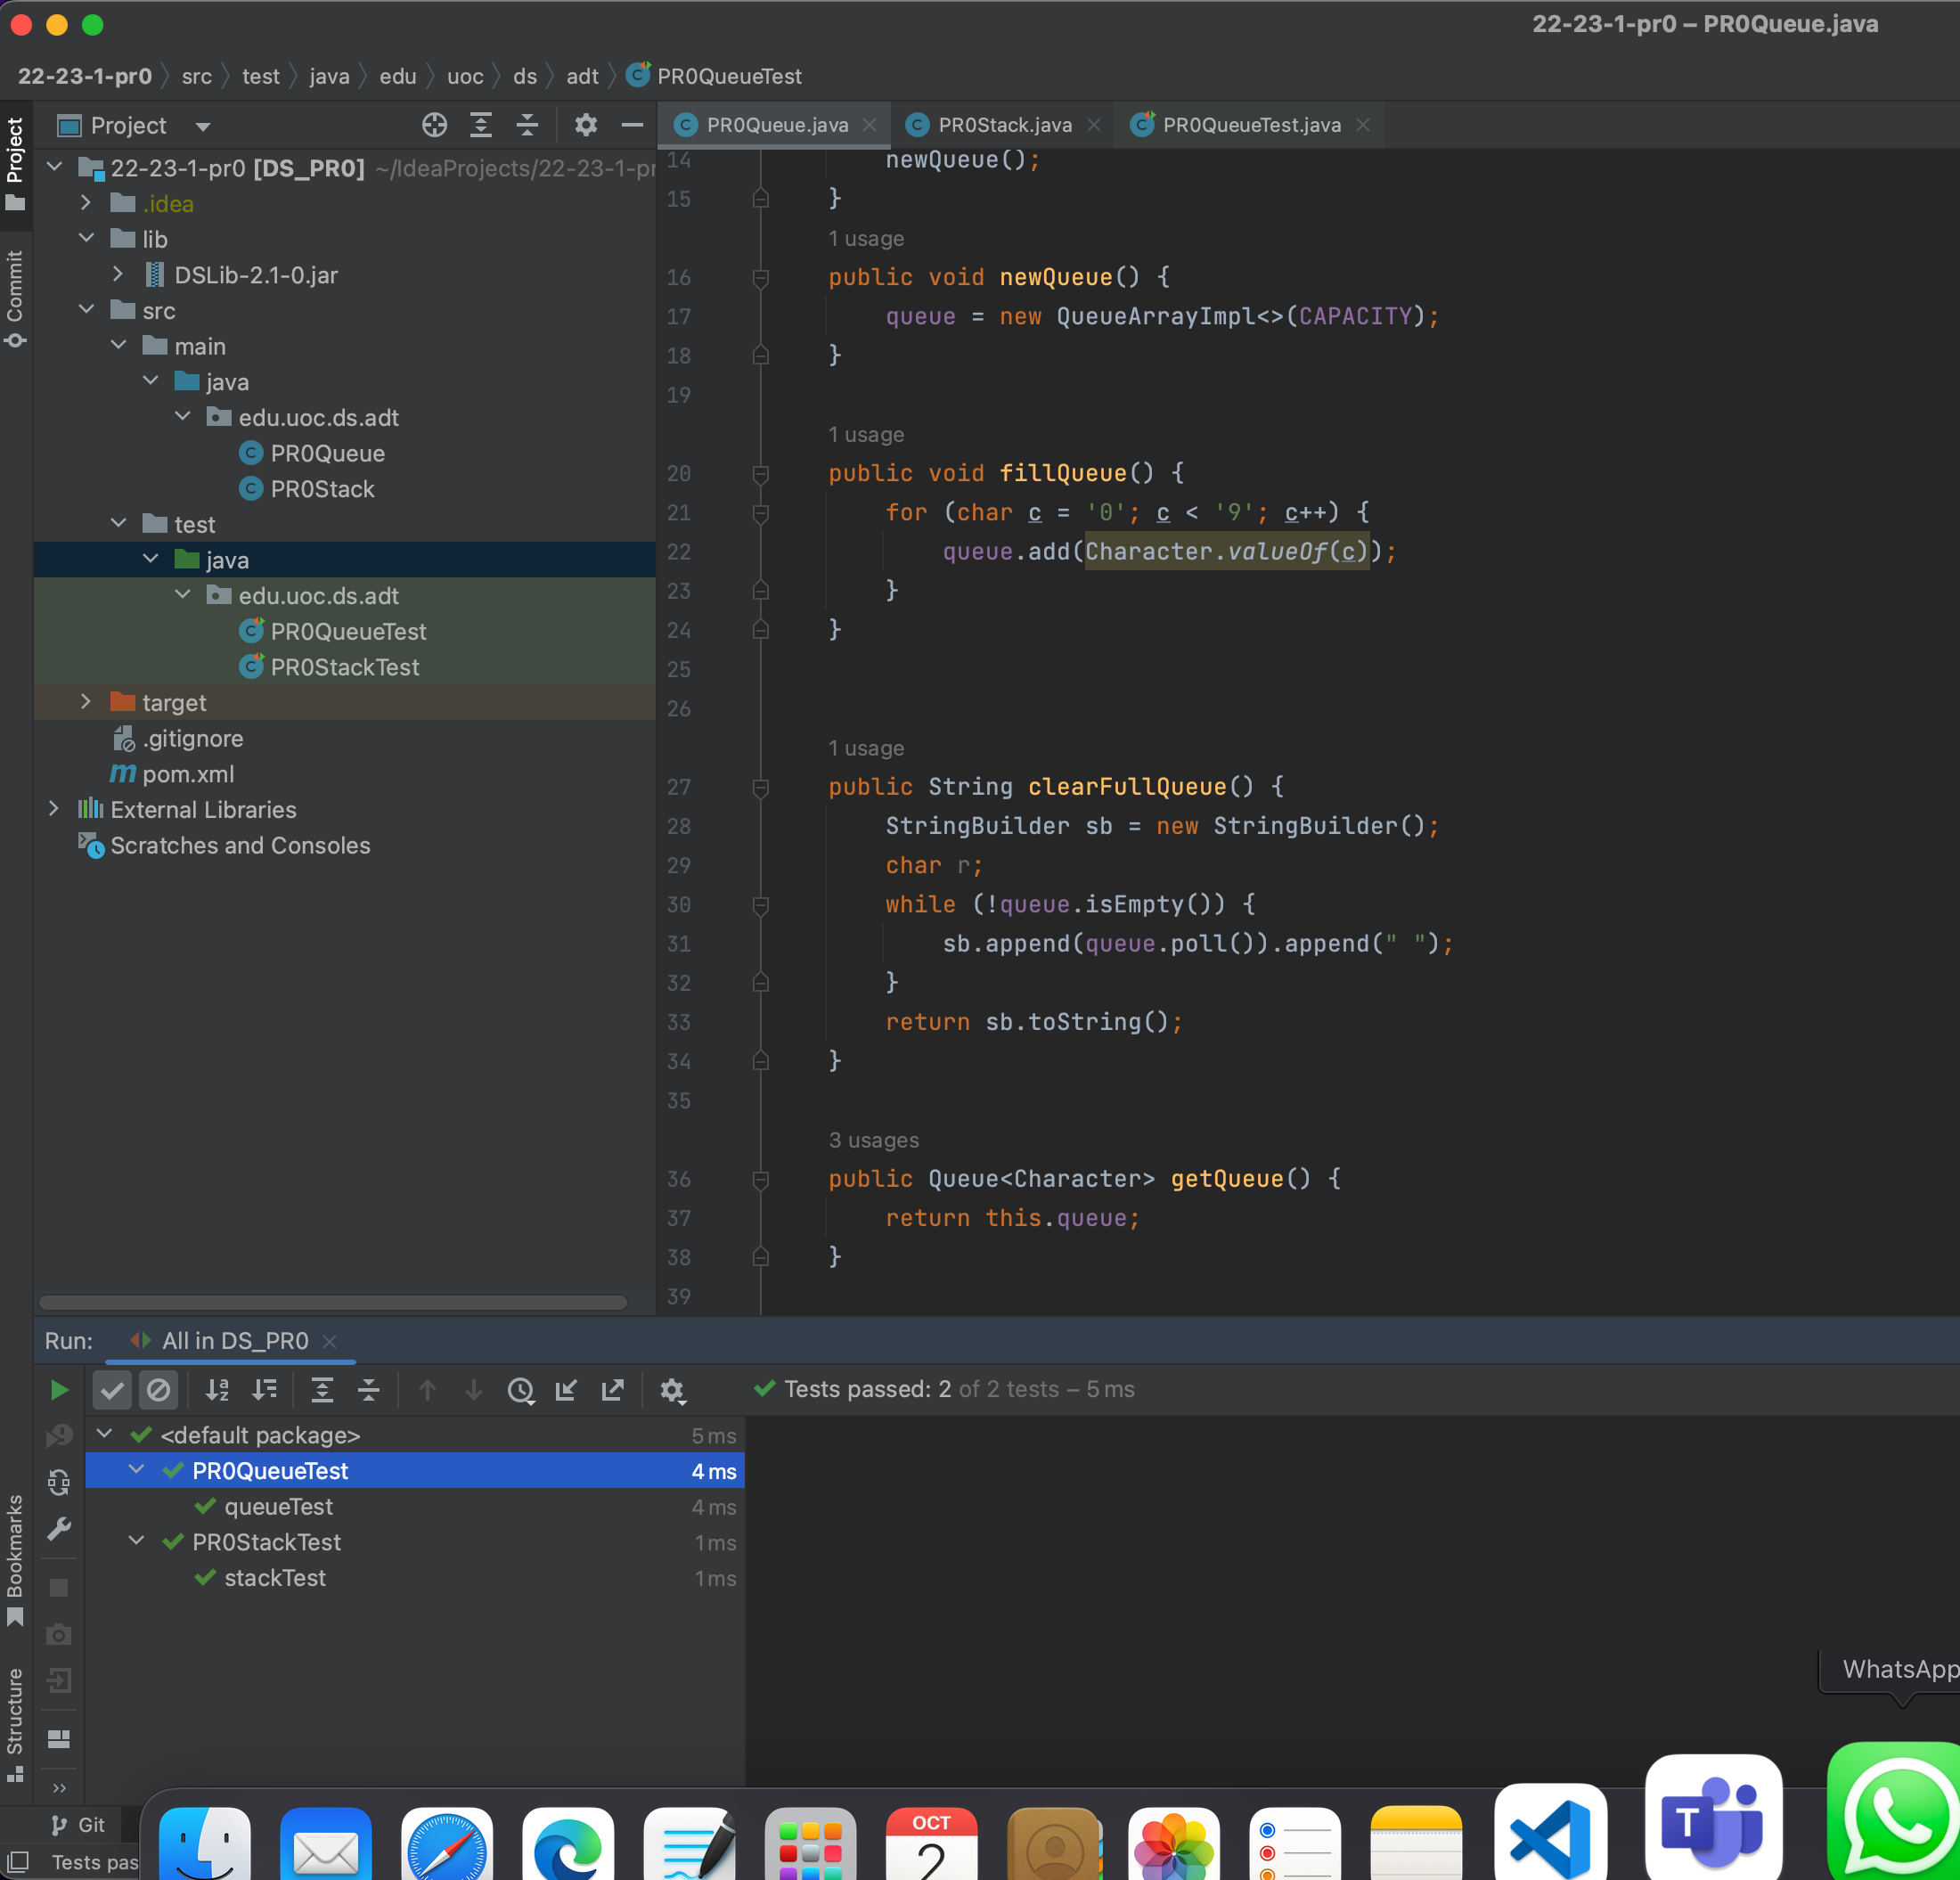 22-23-1-pr0 – PR0Queue.java
22-23-1-pr0 src test java edu uoc ds adt PR0QueueTest
Project
Commit
Bookmarks
Structure
Project
22-23-1-pr0 [DS_PR0] ~/IdeaProjects/22-23-1-pr
.idea
lib
DSLib-2.1-0.jar
src
main
java
edu.uoc.ds.adt
PR0Queue
PR0Stack
test
java
edu.uoc.ds.adt
PR0QueueTest
PR0StackTest
target
.gitignore
pom.xml
External Libraries
Scratches and Consoles
PR0Queue.java PR0Stack.java PR0QueueTest.java
14 newQueue();
15 }
1 usage
16 public void newQueue() {
17 queue = new QueueArrayImpl<>(CAPACITY);
18 }
19
1 usage
20 public void fillQueue() {
21 for (char c = '0'; c < '9'; c++) {
22 queue.add(Character.valueOf(c));
23 }
24 }
25
26
1 usage
27 public String clearFullQueue() {
28 StringBuilder sb = new StringBuilder();
29 char r;
30 while (!queue.isEmpty()) {
31 sb.append(queue.poll()).append(" ");
32 }
33 return sb.toString();
34 }
35
3 usages
36 public Queue<Character> getQueue() {
37 return this.queue;
38 }
39
Run: All in DS_PR0
Tests passed: 2 of 2 tests – 5 ms
<default package> 5 ms
PR0QueueTest 4 ms
queueTest 4 ms
PR0StackTest 1 ms
stackTest 1 ms
WhatsApp
Git
Tests pas
OCT
2
T